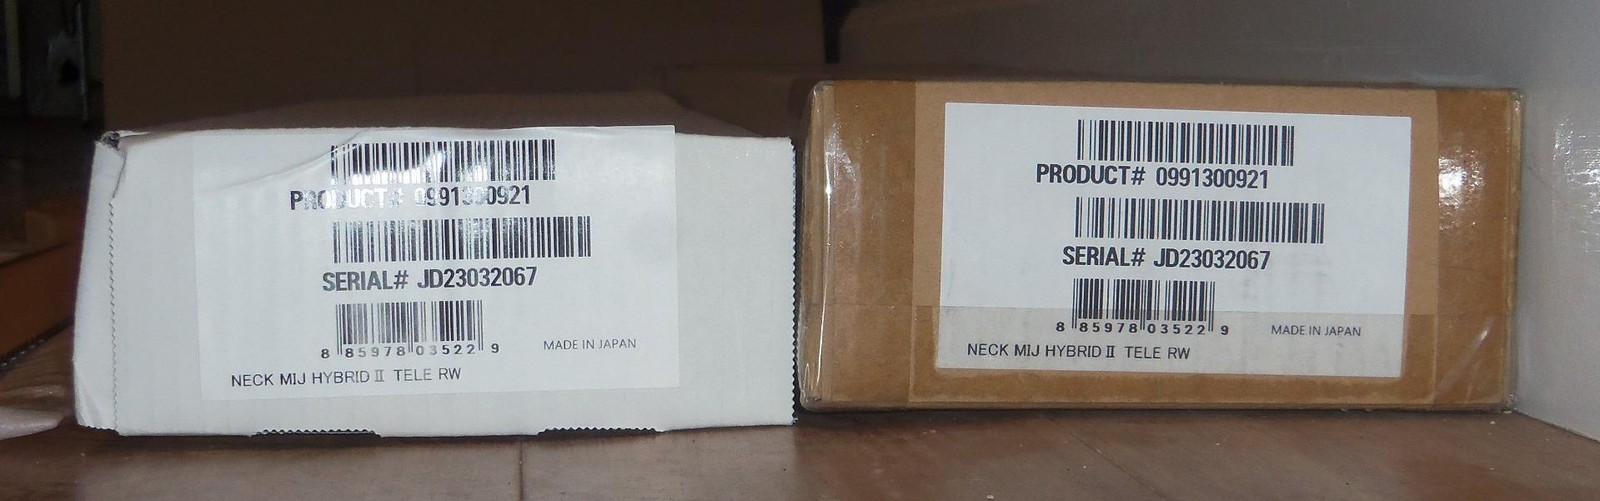 PRODUCT# 0991300921
SERIAL# JD23032067
8 85978 03522 9
MADE IN JAPAN
NECK MIJ HYBRID Ⅱ TELE RW
PRODUCT# 0991300921
SERIAL# JD23032067
8 85978 03522 9
MADE IN JAPAN
NECK MIJ HYBRID Ⅱ TELE RW